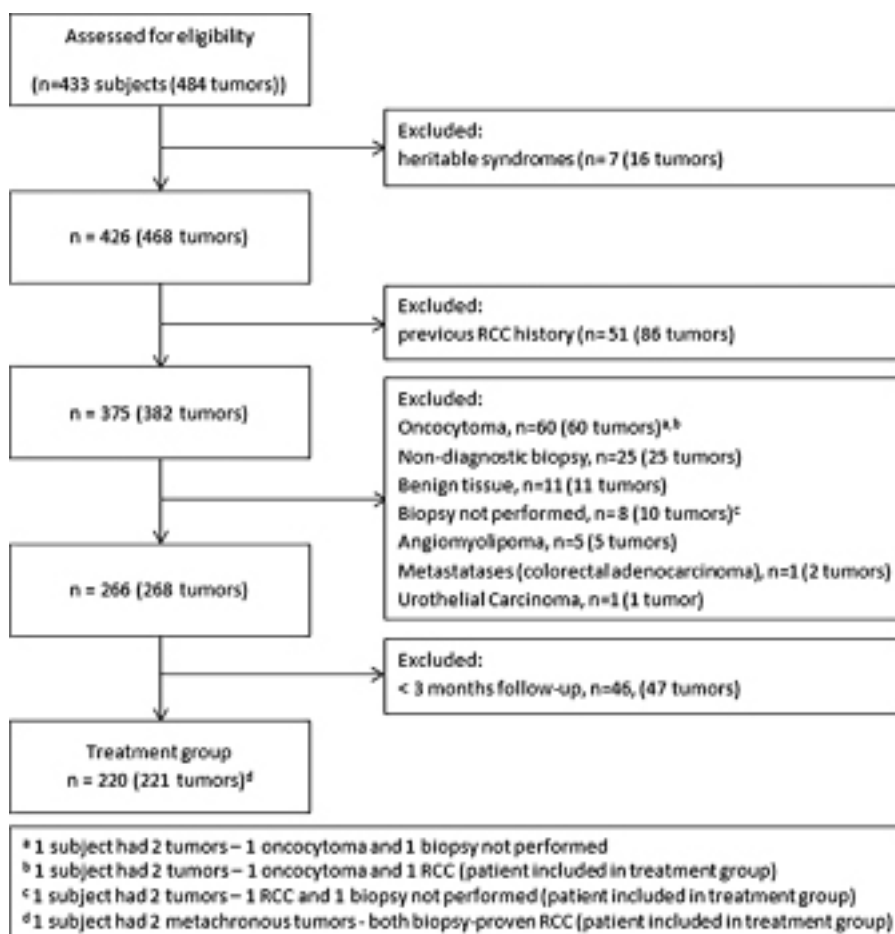 Assessed for eligibility
(n=433 subjects (484 tumors))
Excluded:
heritable syndromes (n= 7 (16 tumors)
n = 426 (468 tumors)
Excluded:
previous RCC history (n=51 (86 tumors)
n = 375 (382 tumors)
Excluded:
Oncocytoma, n=60 (60 tumors)a,b
Non-diagnostic biopsy, n=25 (25 tumors)
Benign tissue, n=11 (11 tumors)
Biopsy not performed, n=8 (10 tumors)c
Angiomyolipoma, n=5 (5 tumors)
Metastatases (colorectal adenocarcinoma), n=1 (2 tumors)
Urothelial Carcinoma, n=1 (1 tumor)
n = 266 (268 tumors)
Excluded:
< 3 months follow-up, n=46, (47 tumors)
Treatment group
n = 220 (221 tumors)d
a 1 subject had 2 tumors – 1 oncocytoma and 1 biopsy not performed
b 1 subject had 2 tumors – 1 oncocytoma and 1 RCC (patient included in treatment group)
c 1 subject had 2 tumors – 1 RCC and 1 biopsy not performed (patient included in treatment group)
d 1 subject had 2 metachronous tumors - both biopsy-proven RCC (patient included in treatment group)